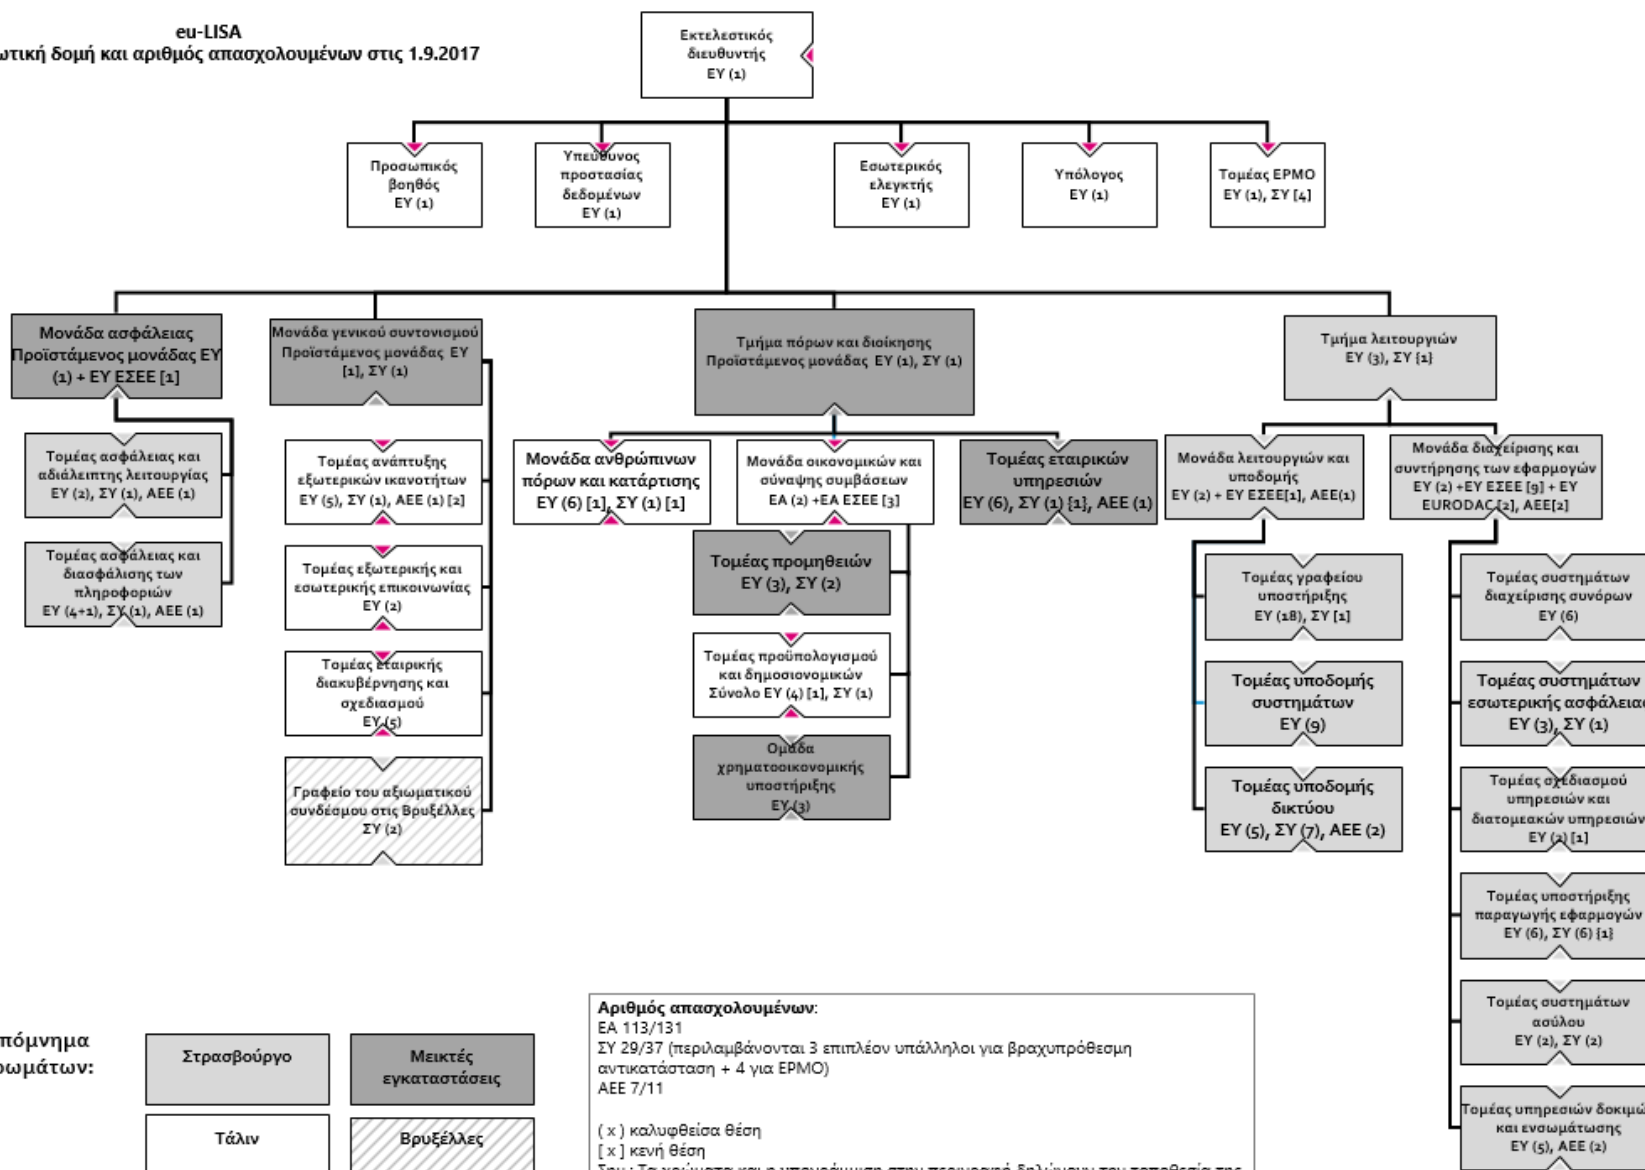 eu-LISA
δομή και αριθμός απασχολουμένων στις 1.9.2017
Εκτελεστικός
διευθυντής
ΕΥ (1)
Προσωπικός
βοηθός
ΕΥ (1)
Υπεύθυνος
προστασίας
δεδομένων
ΕΥ (1)
Εσωτερικός
ελεγκτής
ΕΥ (1)
Υπόλογος
ΕΥ (1)
Τομέας EPMO
ΕΥ (1), ΣΥ [4]
Μονάδα ασφάλειας
Προϊστάμενος μονάδας ΕΥ
(1) + ΕΥ ΕΣΕΕ [1]
Τομέας ασφάλειας και
αδιάλειπτης λειτουργίας
ΕΥ (2), ΣΥ (1), ΑΕΕ (1)
Τομέας ασφάλειας και
διασφάλισης των
πληροφοριών
ΕΥ (4+1), ΣΥ (1), ΑΕΕ (1)
Μονάδα γενικού συντονισμού
Προϊστάμενος μονάδας ΕΥ
[1], ΣΥ (1)
Τομέας ανάπτυξης
εξωτερικών ικανοτήτων
ΕΥ (5), ΣΥ (1), ΑΕΕ (1) [2]
Τομέας εξωτερικής και
εσωτερικής επικοινωνίας
ΕΥ (2)
Τομέας εταιρικής
διακυβέρνησης και
σχεδιασμού
ΕΥ (5)
Γραφείο του αξιωματικού
συνδέσμου στις Βρυξέλλες
ΣΥ (2)
Τμήμα πόρων και διοίκησης
Προϊστάμενος μονάδας ΕΥ (1), ΣΥ (1)
Μονάδα ανθρώπινων
πόρων και κατάρτισης
ΕΥ (6) [1], ΣΥ (1) [1]
Μονάδα οικονομικών και
σύναψης συμβάσεων
ΕΑ (2) +ΕΑ ΕΣΕΕ [3]
Τομέας εταιρικών
υπηρεσιών
ΕΥ (6), ΣΥ (1) {1}, ΑΕΕ (1)
Τομέας προμηθειών
ΕΥ (3), ΣΥ (2)
Τομέας προϋπολογισμού
και δημοσιονομικών
Σύνολο ΕΥ (4) [1], ΣΥ (1)
Ομάδα
χρηματοοικονομικής
υποστήριξης
ΕΥ (3)
Τμήμα λειτουργιών
ΕΥ (3), ΣΥ {1}
Μονάδα λειτουργιών και
υποδομής
ΕΥ (2) + ΕΥ ΕΣΕΕ[1], ΑΕΕ(1)
Τομέας γραφείου
υποστήριξης
ΕΥ (18), ΣΥ [1]
Τομέας υποδομής
συστημάτων
ΕΥ (9)
Τομέας υποδομής
δικτύου
ΕΥ (5), ΣΥ (7), ΑΕΕ (2)
Μονάδα διαχείρισης και
συντήρησης των εφαρμογών
ΕΥ (2) +ΕΥ ΕΣΕΕ [9] + ΕΥ
EURODAC [2], ΑΕΕ[2]
Τομέας συστημάτων
διαχείρισης συνόρων
ΕΥ (6)
Τομέας συστημάτων
εσωτερικής ασφάλειας
ΕΥ (3), ΣΥ (1)
Τομέας σχεδιασμού
υπηρεσιών και
διατομεακών υπηρεσιών
ΕΥ (2) [1]
Τομέας υποστήριξης
παραγωγής εφαρμογών
ΕΥ (6), ΣΥ (6) {1}
Τομέας συστημάτων
ασύλου
ΕΥ (2), ΣΥ (2)
Τομέας υπηρεσιών
και ενσωμάτωσης
ΕΥ (5), ΑΕΕ (2)
Στρασβούργο
Μεικτές
εγκαταστάσεις
Τάλιν
Βρυξέλλες
Αριθμός απασχολουμένων:
ΕΑ 113/131
ΣΥ 29/37 (περιλαμβάνονται 3 επιπλέον υπάλληλοι για βραχυπρόθεσμη
αντικατάσταση + 4 για EPMO)
ΑΕΕ 7/11
( x ) καλυφθείσα θέση
[ x ] κενή θέση